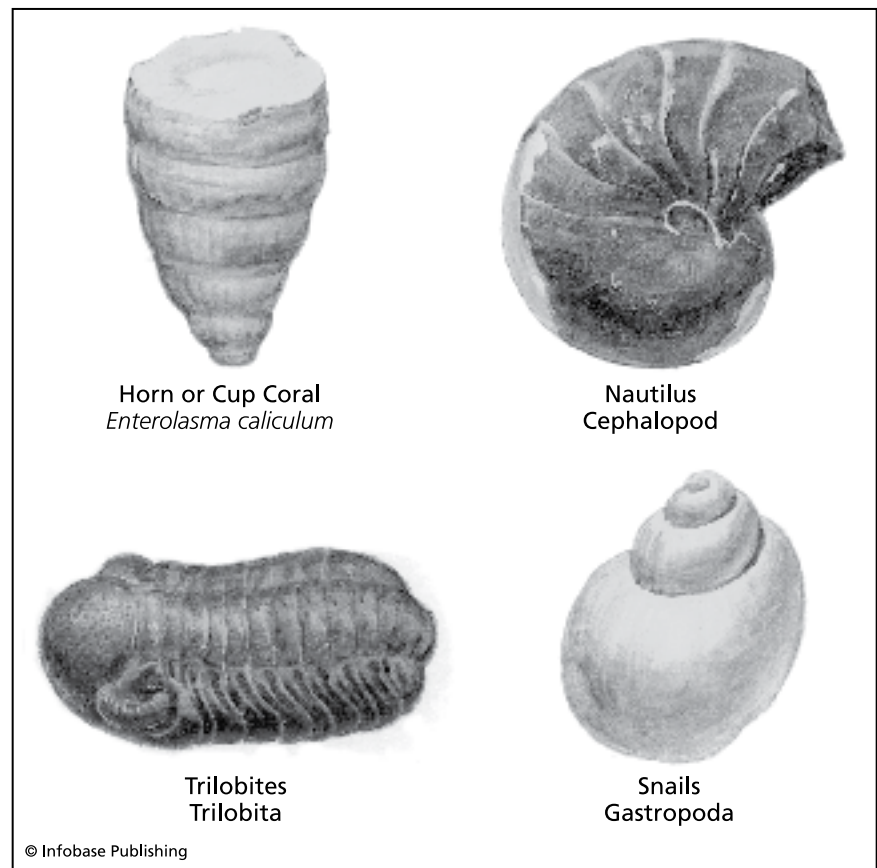 Horn or Cup Coral
Enterolasma caliculum
Nautilus
Cephalopod
Trilobites
Trilobita
Snails
Gastropoda
© Infobase Publishing